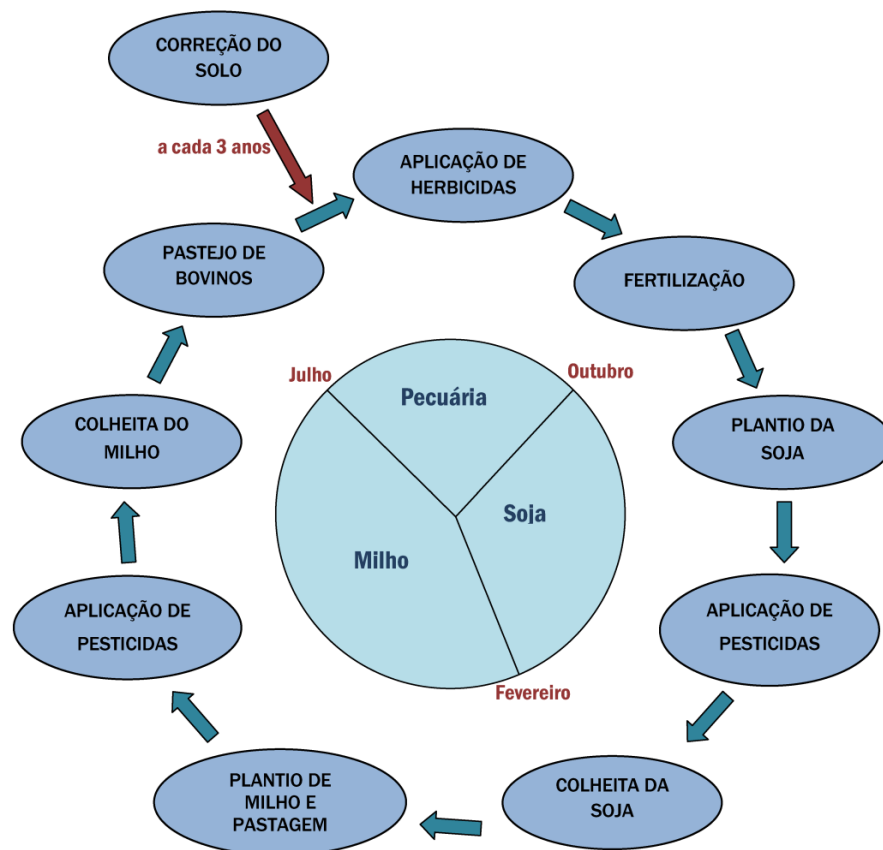 CORREÇÃO DO
SOLO
a cada 3 anos
APLICAÇÃO DE
HERBICIDAS
FERTILIZAÇÃO
PLANTIO DA
SOJA
APLICAÇÃO DE
PESTICIDAS
COLHEITA DA
SOJA
PLANTIO DE
MILHO E
PASTAGEM
APLICAÇÃO DE
PESTICIDAS
COLHEITA DO
MILHO
PASTEJO DE
BOVINOS
Julho
Outubro
Fevereiro
Pecuária
Soja
Milho